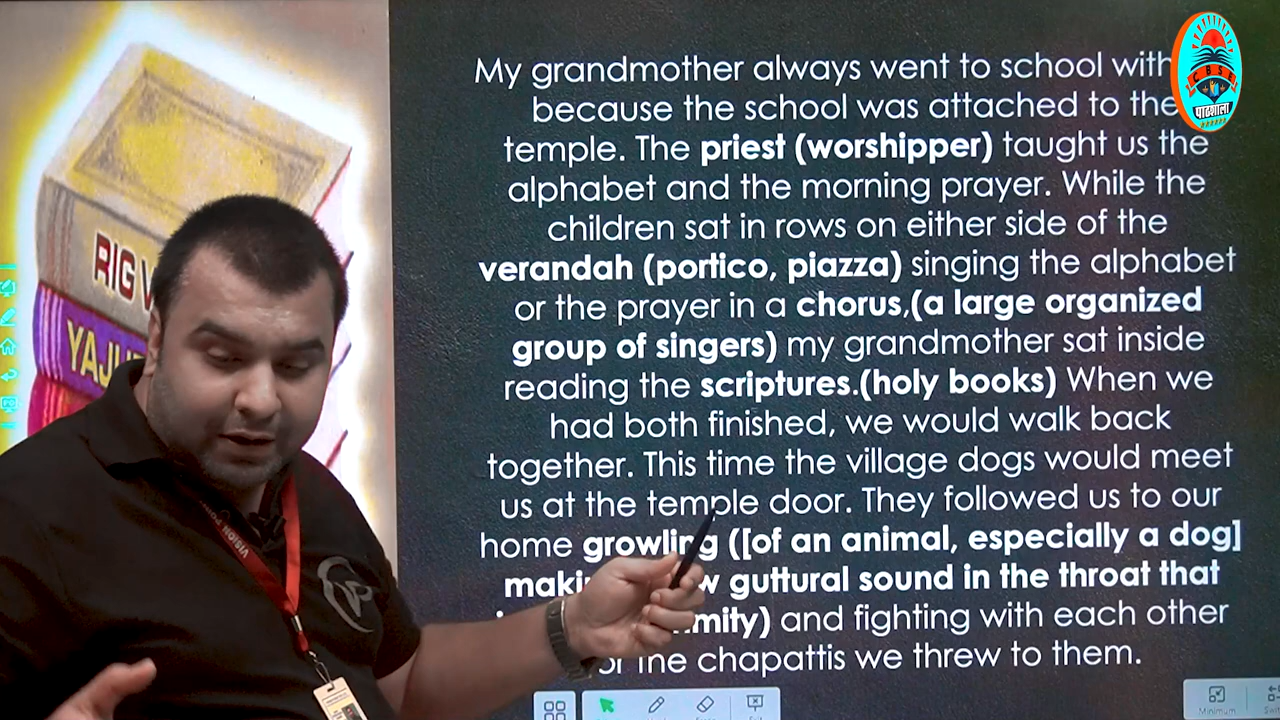 My grandmother always went to school with
because the school was attached to the
temple. The priest (worshipper) taught us the
alphabet and the morning prayer. While the
children sat in rows on either side of the
verandah (portico, piazza) singing the alphabet
or the prayer in a chorus,(a large organized
group of singers) my grandmother sat inside
reading the scriptures.(holy books) When we
had both finished, we would walk back
together. This time the village dogs would meet
us at the temple door. They followed us to our
home growling ([of an animal, especially a dog]
guttural sound in the throat that
and fighting with each other
the chapattis we threw to them.
CBSE
पाठशाला
RIG
Minimum